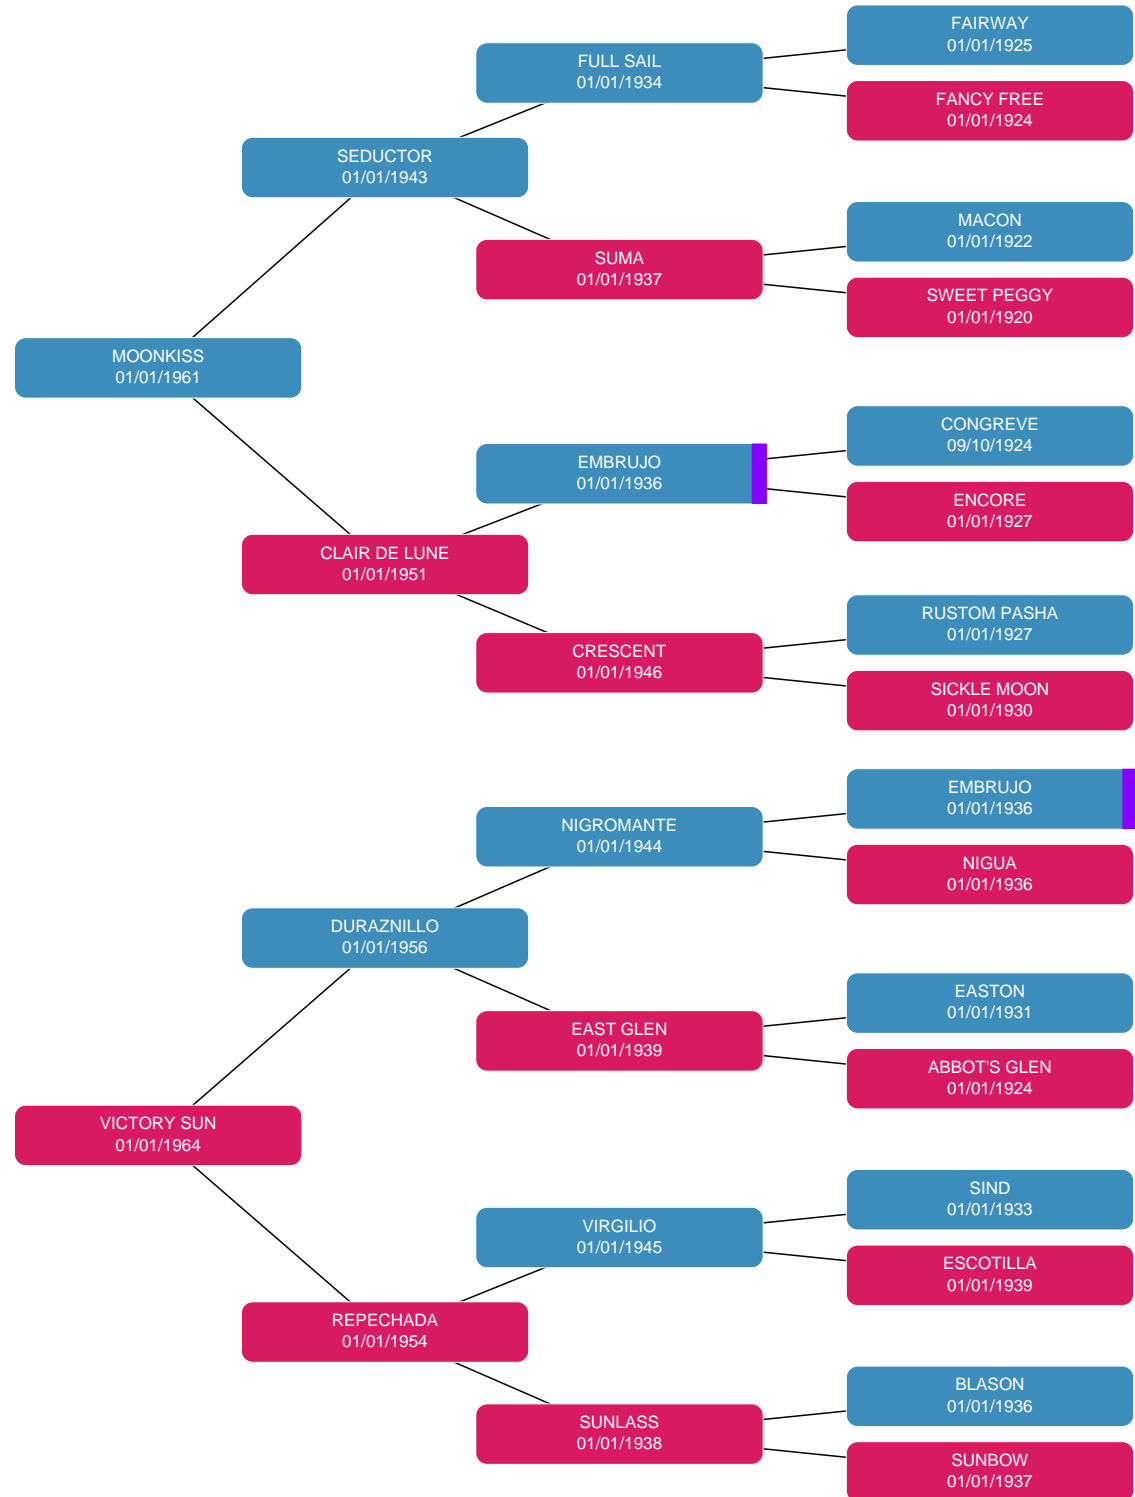 FAIRWAY
01/01/1925
FULL SAIL
01/01/1934
FANCY FREE
01/01/1924
SEDUCTOR
01/01/1943
MACON
01/01/1922
SUMA
01/01/1937
SWEET PEGGY
01/01/1920
MOONKISS
01/01/1961
CONGREVE
09/10/1924
EMBRUJO
01/01/1936
ENCORE
01/01/1927
CLAIR DE LUNE
01/01/1951
RUSTOM PASHA
01/01/1927
CRESCENT
01/01/1946
SICKLE MOON
01/01/1930
EMBRUJO
01/01/1936
NIGROMANTE
01/01/1944
NIGUA
01/01/1936
DURAZNILLO
01/01/1956
EASTON
01/01/1931
EAST GLEN
01/01/1939
ABBOT'S GLEN
01/01/1924
VICTORY SUN
01/01/1964
SIND
01/01/1933
VIRGILIO
01/01/1945
ESCOTILLA
01/01/1939
REPECHADA
01/01/1954
BLASON
01/01/1936
SUNLASS
01/01/1938
SUNBOW
01/01/1937